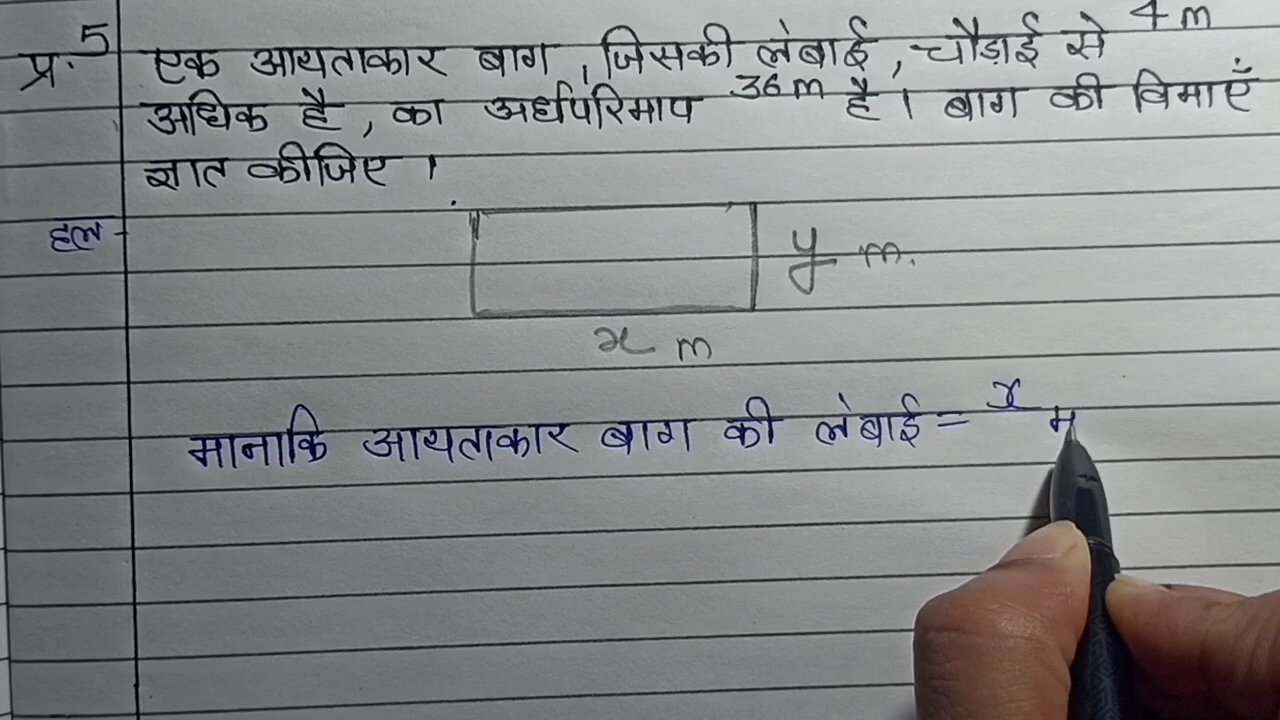 प्र. 5 एक आयताकार बाग, जिसकी लंबाई, चौड़ाई से 4 m
अधिक है, का अर्धपरिमाप 36 m है। बाग की विमाएँ
ज्ञात कीजिए।
हल -
y m.
x m
मानाकि आयताकार बाग की लंबाई = x म